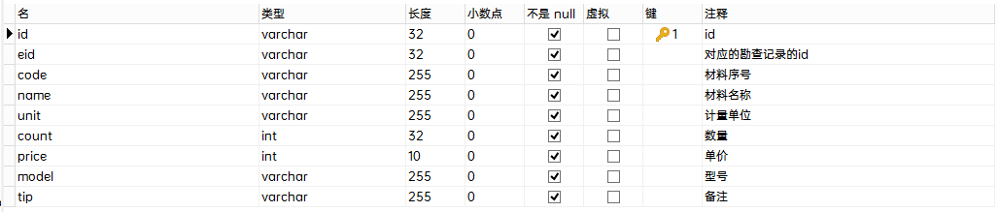 名 类型 长度 小数点 不是 null 虚拟 键 注释
id varchar 32 0 1 id
eid varchar 32 0 对应的勘查记录的id
code varchar 255 0 材料序号
name varchar 255 0 材料名称
unit varchar 255 0 计量单位
count int 32 0 数量
price int 10 0 单价
model varchar 255 0 型号
tip varchar 255 0 备注